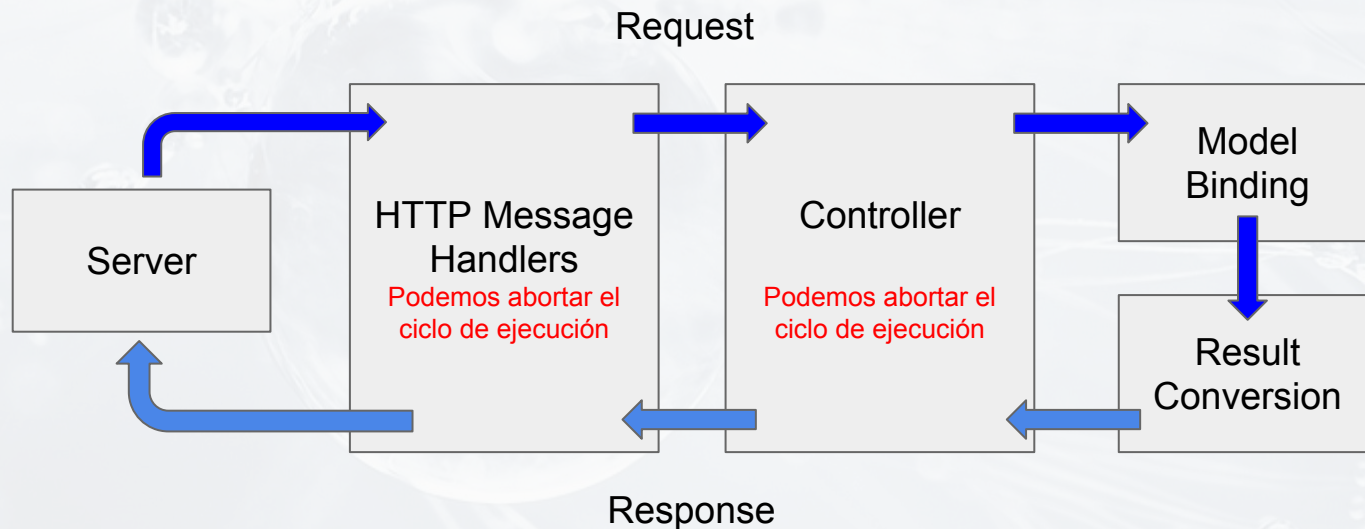 Request
Server
HTTP Message
Handlers
Podemos abortar el
ciclo de ejecución
Controller
Podemos abortar el
ciclo de ejecución
Model
Binding
Result
Conversion
Response